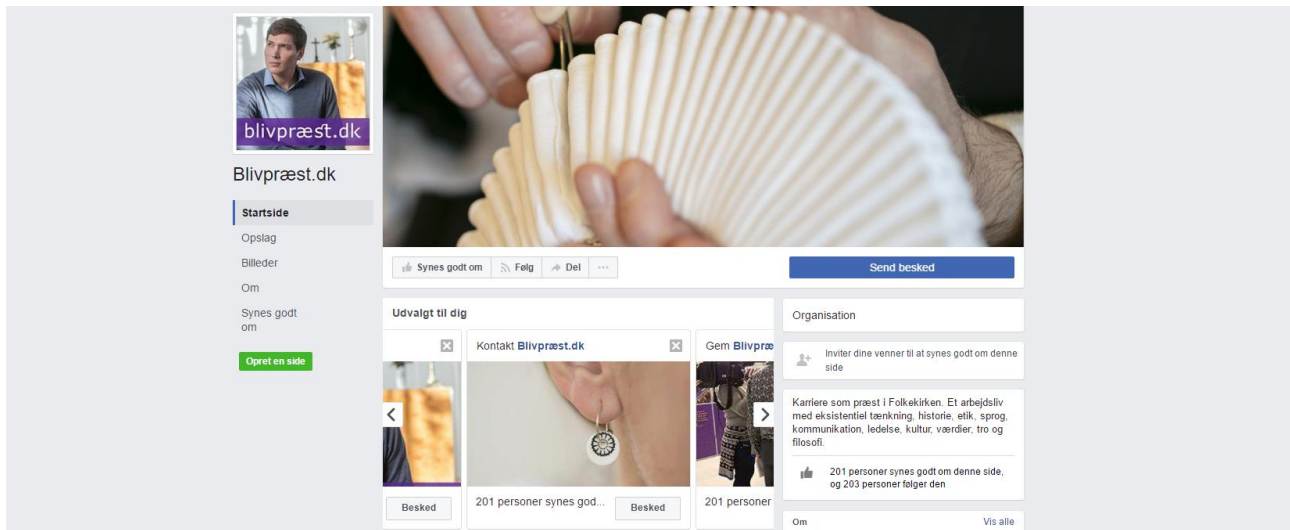 blivpræst.dk
Blivpræst.dk
Startside
Opslag
Billeder
Om
Synes godt
om
Opret en side
Synes godt om
Følg
Del
...
Send besked
Udvalgt til dig
Besked
Kontakt Blivpræst.dk
201 personer synes god...
Besked
Gem Blivpræ
201 personer
Organisation
Inviter dine venner til at synes godt om denne
side
Karriere som præst i Folkekirken. Et arbejdsliv
med eksistentiel tænkning, historie, etik, sprog,
kommunikation, ledelse, kultur, værdier, tro og
filosofi.
201 personer synes godt om denne side,
og 203 personer følger den
Om
Vis alle